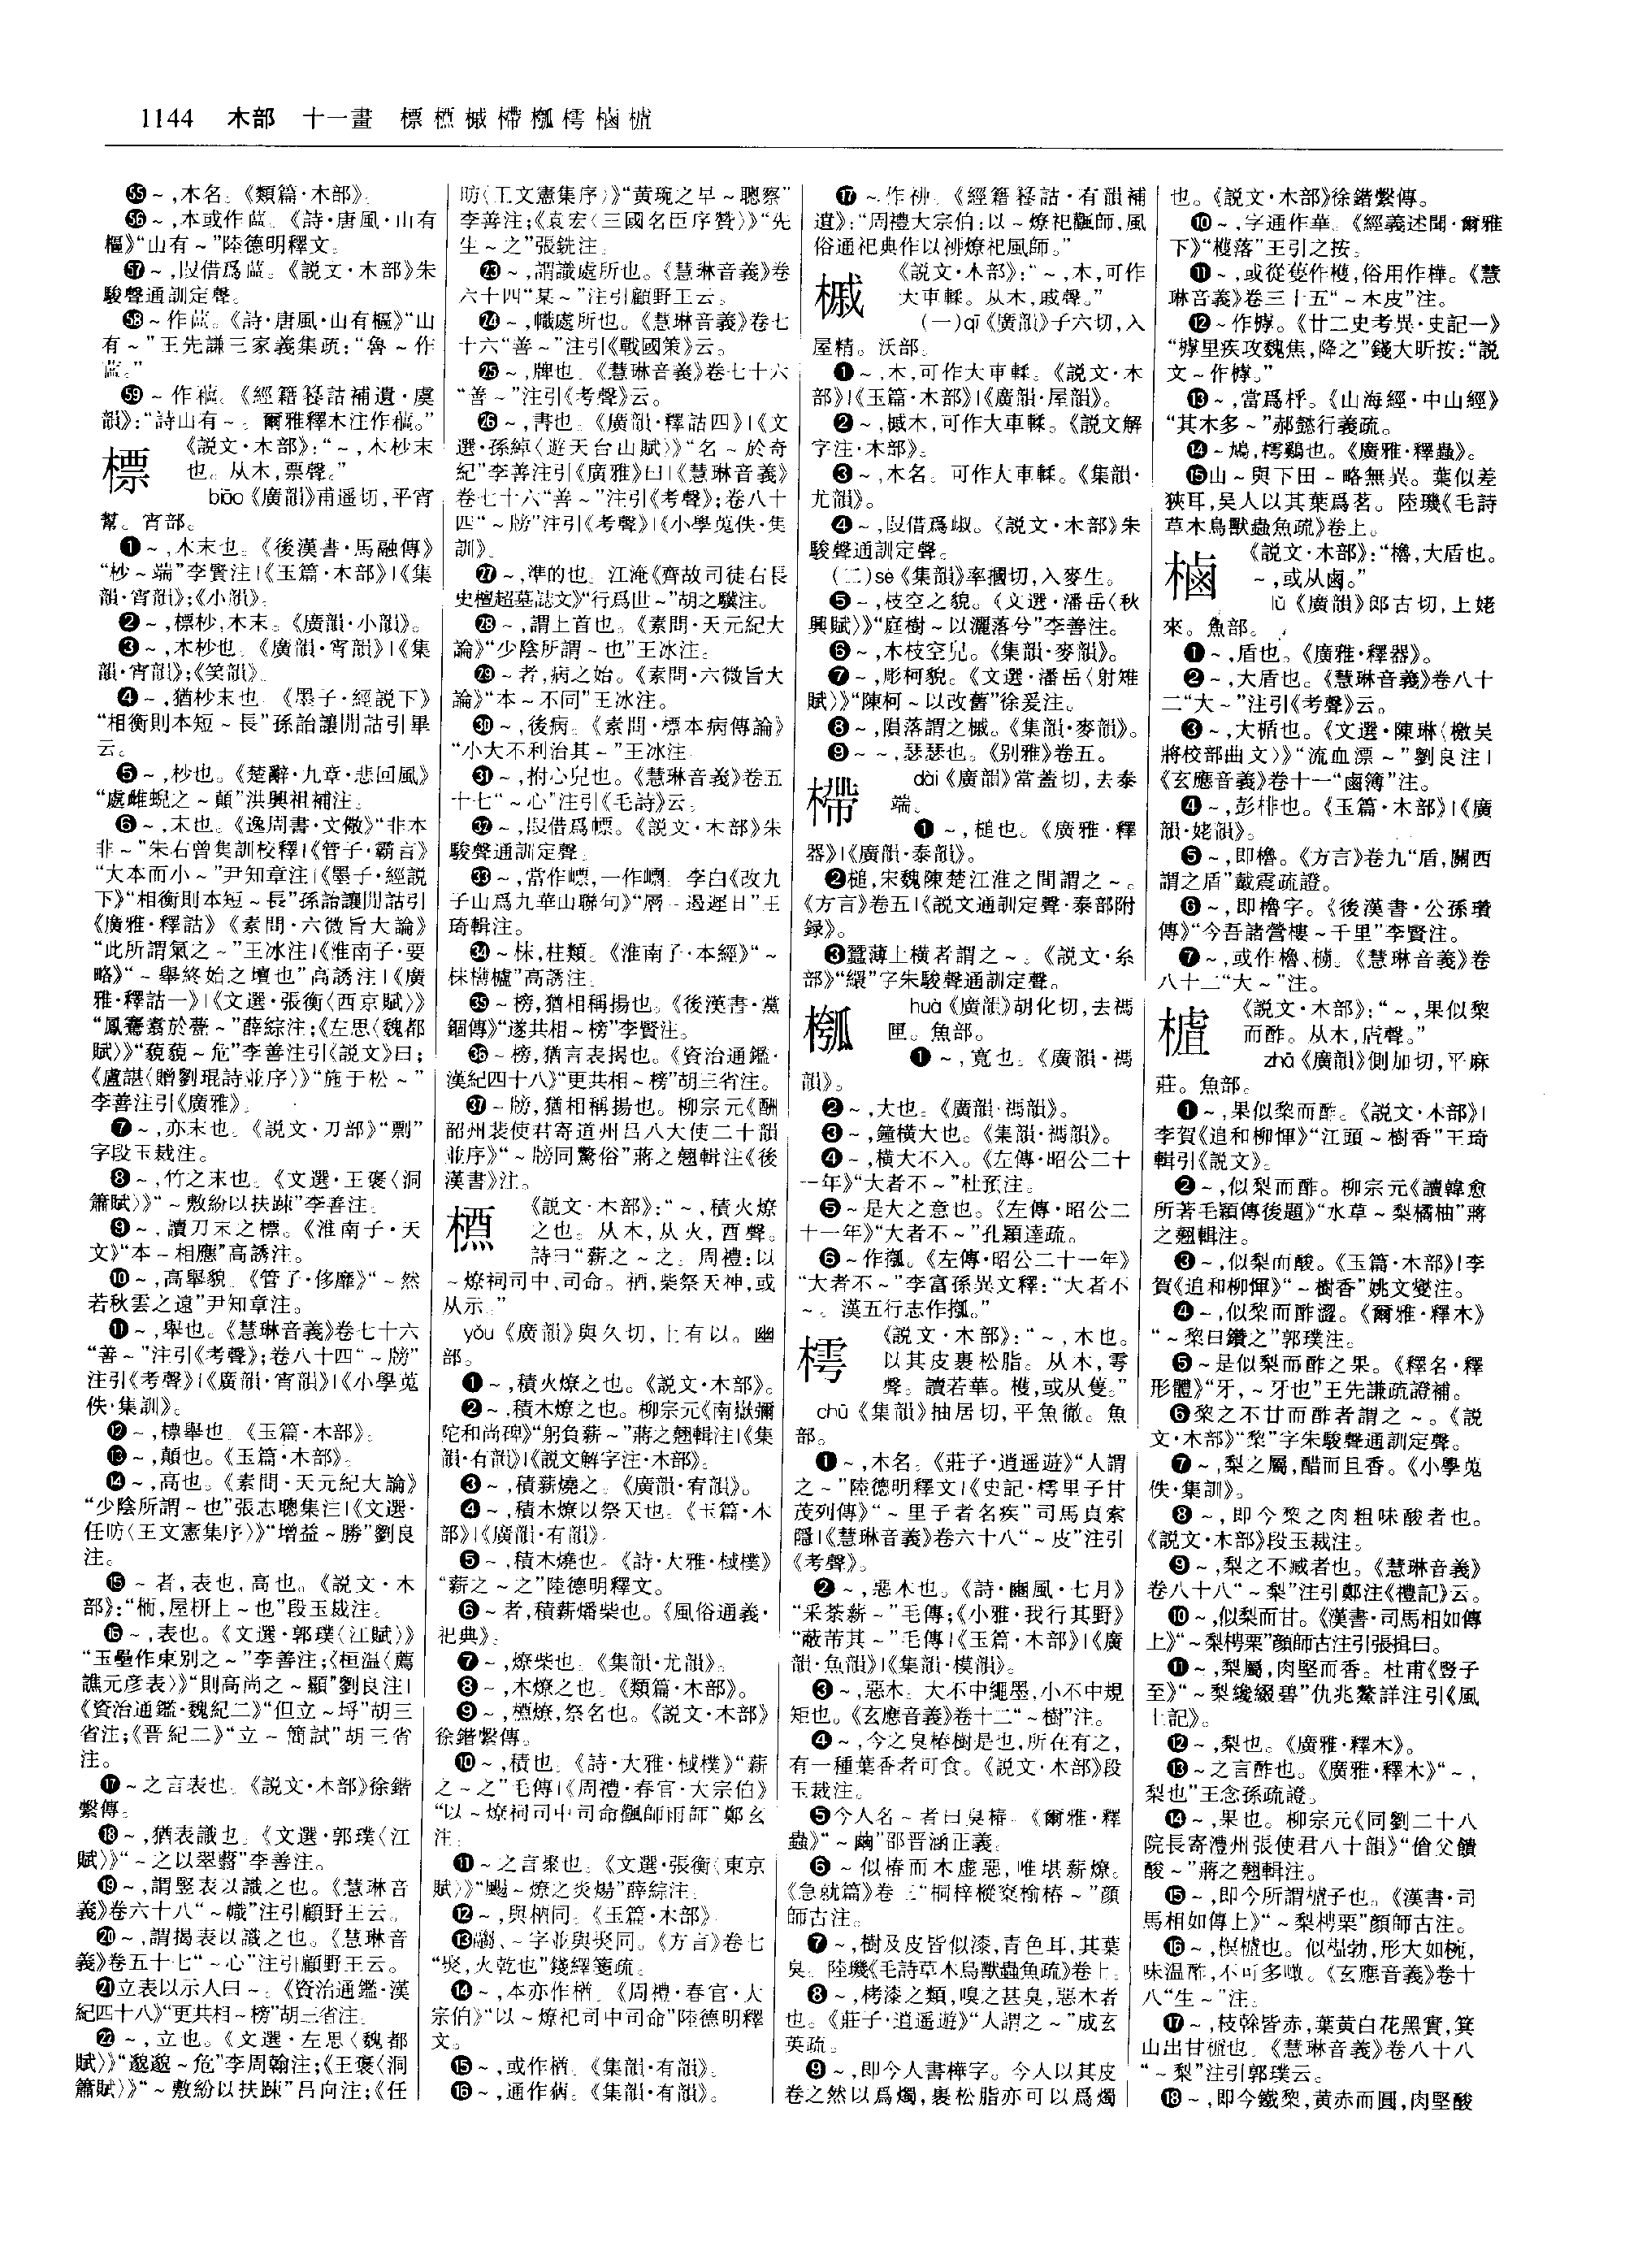 1144　木部　十一畫　標 槱 槭 㯂 槬 樗 樐 樝
55～,木名。《類篇·木部》。
56～,本或作蓲。《詩·唐風·山有
樞》“山有～”陸德明釋文。
57～,叚借爲蓲。《説文·木部》朱
駿聲通訓定聲。
58～作蓲。《詩·唐風·山有樞》“山
有～”王先謙三家義集疏:“魯～作
蓲。”
59～作櫙。《經籍籑詁補遺·虞
韻》:“詩山有～。爾雅釋木注作櫙。”
標
《説文·木部》:“～,木杪末
也。从木,票聲。”
biāo《廣韻》甫遥切,平宵
幫。宵部。
❶～,木末也。《後漢書·馬融傳》
“杪～端”李賢注|《玉篇·木部》|《集
韻·宵韻》;《小韻》。
❷～,標杪,木末。《廣韻·小韻》。
❸～,木杪也。《廣韻·宵韻》|《集
韻·宵韻》;《笑韻》。
❹～,猶杪末也。《墨子·經説下》
“相衡則本短～長”孫詒讓閒詁引畢
云。
❺～,杪也。《楚辭·九章·悲回風》
“處雌蜺之～顛”洪興祖補注。
❻～,末也。《逸周書·文儆》“非本
非～”朱右曾集訓校釋|《管子·霸言》
“大本而小～”尹知章注|《墨子·經説
下》“相衡則本短～長”孫詒讓閒詁引
《廣雅·釋詁》《素問·六微旨大論》
“此所謂氣之～”王冰注|《淮南子·要
略》“～舉終始之壇也”高誘注|《廣
雅·釋詁一》|《文選·張衡〈西京賦〉》
“鳳騫翥於甍～”薛綜注;《左思〈魏都
賦〉》“藐藐～危”李善注引《説文》曰;
《盧諶〈贈劉琨詩並序〉》“施于松～”
李善注引《廣雅》。
❼～,亦末也。《説文·刀部》“剽”
字段玉裁注。
❽～,竹之末也。《文選·王褒〈洞
簫賦〉》“～敷紛以扶踈”李善注。
❾～,讀刀末之標。《淮南子·天
文》“本～相應”高誘注。
❿～,高舉貌。《管子·侈靡》“～然
若秋雲之遠”尹知章注。
⓫～,舉也。《慧琳音義》卷七十六
“善～”注引《考聲》;卷八十四“～牓”
注引《考聲》|《廣韻·宵韻》|《小學蒐
佚·集訓》。
⓬～,標舉也。《玉篇·木部》。
⓭～,顛也。《玉篇·木部》。
⓮～,高也。《素問·天元紀大論》
“少陰所謂～也”張志聰集注|《文選·
任昉〈王文憲集序〉》“增益～勝”劉良
注。
⓯～者,表也,高也。《説文·木
部》:“栭,屋枅上～也”段玉裁注。
⓰～,表也。《文選·郭璞〈江賦〉》
“玉壘作東别之～”李善注;《桓温〈薦
譙元彦表〉》“則高尚之～顯”劉良注|
《資治通鑑·魏紀二》“但立～埒”胡三
省注;《晋紀二》“立～簡試”胡三省
注。
⓱～之言表也。《説文·木部》徐鍇
繫傳。
⓲～,猶表識也。《文選·郭璞〈江
賦〉》“～之以翠蘙”李善注。
⓳～,謂竪表以識之也。《慧琳音
義》卷六十八“～幟”注引顧野王云。
⓴～,謂揭表以識之也。《慧琳音
義》卷五十七“～心”注引顧野王云。
㉑立表以示人曰～。《資治通鑑·漢
紀四十八》“更共相～榜”胡三省注。
㉒～,立也。《文選·左思〈魏都
賦〉》“藐藐～危”李周翰注;《王褒〈洞
簫賦〉》“～敷紛以扶踈”吕向注;《任
昉〈王文憲集序〉》“黄琬之早～聰察”
李善注;《袁宏〈三國名臣序贊〉》“先
生～之”張銑注。
㉓～,謂識處所也。《慧琳音義》卷
六十四“某～”注引顧野王云。
㉔～,幟處所也。《慧琳音義》卷七
十六“善～”注引《戰國策》云。
㉕～,牌也。《慧琳音義》卷七十六
“善～”注引《考聲》云。
㉖～,書也。《廣韻·釋詁四》|《文
選·孫綽〈遊天台山賦〉》“名～於奇
紀”李善注引《廣雅》曰|《慧琳音義》
卷七十六“善～”注引《考聲》;卷八十
四“～牓”注引《考聲》|《小學蒐佚·集
訓》。
㉗～,準的也。江淹《齊故司徒右長
史檀超墓誌文》“行爲世～”胡之驥注。
㉘～,謂上首也。《素問·天元紀大
論》“少陰所謂～也”王冰注。
㉙～者,病之始。《素問·六微旨大
論》“本～不同”王冰注。
㉚～,後病。《素問·標本病傳論》
“小大不利治其～”王冰注。
㉛～,拊心皃也。《慧琳音義》卷五
十七“～心”注引《毛詩》云。
㉜～,叚借爲幖。《説文·木部》朱
駿聲通訓定聲。
㉝～,當作嘌,一作嘲。李白《改九
子山爲九華山聯句》“層～遏遲日”王
琦輯注。
㉞～枺,柱類。《淮南子·本經》“～
枺欂櫨”高誘注。
㉟～榜,猶相稱揚也。《後漢書·黨
錮傳》“遂共相～榜”李賢注。
㊱～榜,猶言表揭也。《資治通鑑·
漢紀四十八》“更共相～榜”胡三省注。
㊲～牓,猶相稱揚也。柳宗元《酬
韶州裴使君寄道州吕八大使二十韻
並序》“～牓同驚俗”蔣之翹輯注《後
漢書》注。
槱
《説文·木部》:“～,積火燎
之也。从木,从火,酉聲。
詩曰“薪之～之。周禮:以
～燎祠司中、司命。禉,柴祭天神,或
从示。”
yǒu《廣韻》與久切,上有以。幽
部。
❶～,積火燎之也。《説文·木部》。
❷～,積木燎之也。柳宗元《南嶽彌
陀和尚碑》“躬負薪～”蔣之翹輯注|《集
韻·有韻》|《説文解字注·木部》。
❸～,積薪燒之。《廣韻·宥韻》。
❹～,積木燎以祭天也。《玉篇·木
部》|《廣韻·有韻》。
❺～,積木燒也。《詩·大雅·棫樸》
“薪之～之”陸德明釋文。
❻～者,積薪燔柴也。《風俗通義·
祀典》。
❼～,燎柴也。《集韻·尤韻》。
❽～,木燎之也。《類篇·木部》。
❾～,禋燎,祭名也。《説文·木部》
徐鍇繫傳。
❿～,積也。《詩·大雅·棫樸》“薪
之～之”毛傳|《周禮·春官·大宗伯》
“以～燎祠司中司命飌師雨師”鄭玄
注。
⓫～之言聚也。《文選·張衡〈東京
賦〉》“颺～燎之炎煬”薛綜注。
⓬～,與栖同。《玉篇·木部》。
⓭、～字並與㷅同。《方言》卷七
“㷅,火乾也”錢繹箋疏。
⓮～,本亦作楢。《周禮·春官·大
宗伯》“以～燎祀司中司命”陸德明釋
文。
⓯～,或作楢。《集韻·有韻》。
⓰～,通作。《集韻·有韻》。
⓱～,作禉。《經籍籑詁·有韻補
遺》:“周禮大宗伯:以～燎祀飌師,風
俗通祀典作以禉燎祀風師。”
槭
《説文·木部》:“～,木,可作
大車輮。从木,戚聲。”
(一)qī《廣韻》子六切,入
屋精。沃部。
❶～,木,可作大車輮。《説文·木
部》|《玉篇·木部》|《廣韻·屋韻》。
❷～,槭木,可作大車輮。《説文解
字注·木部》。
❸～,木名。可作大車輮。《集韻·
尤韻》。
❹～,叚借爲椒。《説文·木部》朱
駿聲通訓定聲。
(二)sè《集韻》率摑切,入麥生。
❺～,枝空之貌。《文選·潘岳〈秋
興賦〉》“庭樹～以灑落兮”李善注。
❻～,木枝空皃。《集韻·麥韻》。
❼～,彫柯貌。《文選·潘岳〈射雉
賦〉》“陳柯～以改舊”徐爰注。
❽～,隕落謂之槭。《集韻·麥韻》。
❾～～,瑟瑟也。《别雅》卷五。
㯂
dài《廣韻》當蓋切,去泰
端。
❶～,槌也。《廣雅·釋
器》|《廣韻·泰韻》。
❷槌,宋魏陳楚江淮之間謂之～。
《方言》卷五|《説文通訓定聲·泰部附
録》。
❸蠶薄上横者謂之～。《説文·糸
部》“繯”字朱駿聲通訓定聲。
槬
huà《廣韻》胡化切,去禡
匣。魚部。
❶～,寬也。《廣韻·禡
韻》。
❷～,大也。《廣韻·禡韻》。
❸～,鐘横大也。《集韻·禡韻》。
❹～,横大不入。《左傳·昭公二十
一年》“大者不～”杜預注。
❺～是大之意也。《左傳·昭公二
十一年》“大者不～”孔穎達疏。
❻～作摦。《左傳·昭公二十一年》
“大者不～”李富孫異文釋:“大者不
～。漢五行志作摦。”
樗
《説文·木部》:“～,木也。
以其皮裹松脂。从木,雩
聲。讀若華。檴,或从蒦。”
chū《集韻》抽居切,平魚徹。魚
部。
❶～,木名。《莊子·逍遥遊》“人謂
之～”陸德明釋文|《史記·樗里子甘
茂列傳》“～里子者名疾”司馬貞索
隱|《慧琳音義》卷六十八“～皮”注引
《考聲》。
❷～,惡木也。《詩·豳風·七月》
“采荼薪～”毛傳;《小雅·我行其野》
“蔽芾其～”毛傳|《玉篇·木部》|《廣
韻·魚韻》|《集韻·模韻》。
❸～,惡木。大不中繩墨,小不中規
矩也。《玄應音義》卷十二“～樹”注。
❹～,今之臭椿樹是也,所在有之,
有一種葉香者可食。《説文·木部》段
玉裁注。
❺今人名～者曰臭椿。《爾雅·釋
蟲》“～繭”邵晋涵正義。
❻～似椿而木虚惡,唯堪薪燎。
《急就篇》卷三“桐梓樅𣗒榆椿～”顔
師古注。
❼～,樹及皮皆似漆,青色耳,其葉
臭。陸璣《毛詩草木鳥獸蟲魚疏》卷上。
❽～,栲漆之類,嗅之甚臭,惡木者
也。《莊子·逍遥遊》“人謂之～”成玄
英疏。
❾～,即今人書樺字。今人以其皮
卷之然以爲燭,裹松脂亦可以爲燭
也。《説文·木部》徐鍇繫傳。
❿～,字通作華。《經義述聞·爾雅
下》“檴落”王引之按。
⓫～,或從蒦作檴,俗用作樺。《慧
琳音義》卷三十五“～木皮”注。
⓬～作㯉。《廿二史考異·史記一》
“㯉里疾攻魏焦,降之”錢大昕按:“説
文～作㯉。”
⓭～,當爲杍。《山海經·中山經》
“其木多～”郝懿行義疏。
⓮～鳩,樗鷄也。《廣雅·釋蟲》。
⓯山～與下田～略無異。葉似差
狹耳,吴人以其葉爲茗。陸璣《毛詩
草木鳥獸蟲魚疏》卷上。
樐
《説文·木部》:“櫓,大盾也。
～,或从鹵。”
lǔ《廣韻》郎古切,上姥
來。魚部。
❶～,盾也。《廣雅·釋器》。
❷～,大盾也。《慧琳音義》卷八十
二“大～”注引《考聲》云。
❸～,大楯也。《文選·陳琳〈檄吴
將校部曲文〉》“流血漂～”劉良注|
《玄應音義》卷十一“鹵簿”注。
❹～,彭棑也。《玉篇·木部》|《廣
韻·姥韻》。
❺～,即櫓。《方言》卷九“盾,關西
謂之盾”戴震疏證。
❻～,即櫓字。《後漢書·公孫瓚
傳》“今吾諸營樓～千里”李賢注。
❼～,或作櫓、㯭。《慧琳音義》卷
八十二“大～”注。
樝
《説文·木部》:“～,果似棃
而酢。从木,虘聲。”
zhā《廣韻》側加切,平麻
莊。魚部。
❶～,果似棃而酢。《説文·木部》|
李賀《追和柳惲》“江頭～樹香”王琦
輯引《説文》。
❷～,似梨而酢。柳宗元《讀韓愈
所著毛穎傳後題》“水草～梨橘柚”蔣
之翹輯注。
❸～,似梨而酸。《玉篇·木部》|李
賀《追和柳惲》“～樹香”姚文燮注。
❹～,似棃而酢澀。《爾雅·釋木》
“～棃曰鑽之”郭璞注。
❺～是似梨而酢之果。《釋名·釋
形體》“牙,～牙也”王先謙疏證補。
❻棃之不甘而酢者謂之～。《説
文·木部》“棃”字朱駿聲通訓定聲。
❼～,梨之屬,醋而且香。《小學蒐
佚·集訓》。
❽～,即今棃之肉粗味酸者也。
《説文·木部》段玉裁注。
❾～,梨之不臧者也。《慧琳音義》
卷八十八“～梨”注引鄭注《禮記》云。
❿～,似梨而甘。《漢書·司馬相如傳
上》“～梨梬栗”顔師古注引張揖曰。
⓫～,梨屬,肉堅而香。杜甫《豎子
至》“～梨纔綴碧”仇兆鰲詳注引《風
土記》。
⓬～,梨也。《廣雅·釋木》。
⓭～之言酢也。《廣雅·釋木》“～,
梨也”王念孫疏證。
⓮～,果也。柳宗元《同劉二十八
院長寄澧州張使君八十韻》“傖父饋
酸～”蔣之翹輯注。
⓯～,即今所謂樝子也。《漢書·司
馬相如傳上》“～梨梬栗”顔師古注。
⓰～,榠樝也。似榲勃,形大如椀,
味温酢,不可多噉。《玄應音義》卷十
八“生～”注。
⓱～,枝幹皆赤,葉黄白花黑實,箕
山出甘樝也。《慧琳音義》卷八十八
“～梨”注引郭璞云。
⓲～,即今鐵棃,黄赤而圓,肉堅酸